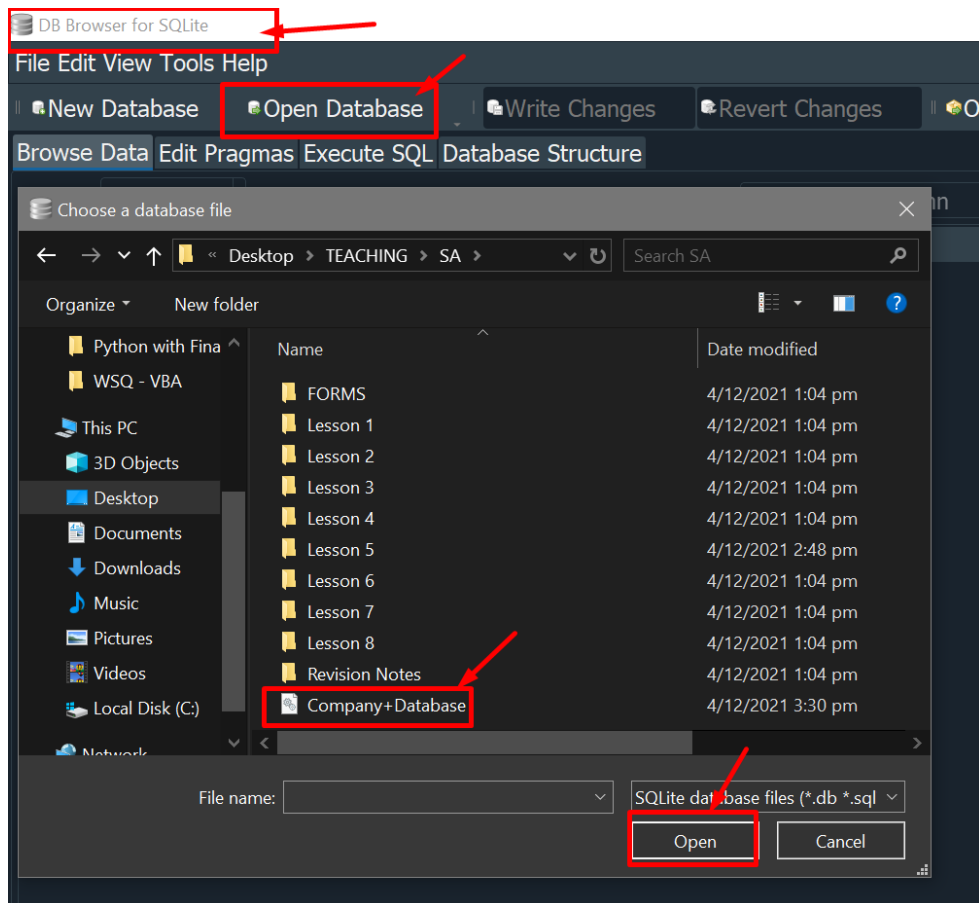 DB Browser for SQLite
File Edit View Tools Help
New Database Open Database Write Changes Revert Changes
Browse Data Edit Pragmas Execute SQL Database Structure
Choose a database file
« Desktop > TEACHING > SA > Search SA
Organize New folder
Name Date modified
Python with Fina
WSQ - VBA
This PC
3D Objects
Desktop
Documents
Downloads
Music
Pictures
Videos
Local Disk (C:)
Network
FORMS 4/12/2021 1:04 pm
Lesson 1 4/12/2021 1:04 pm
Lesson 2 4/12/2021 1:04 pm
Lesson 3 4/12/2021 1:04 pm
Lesson 4 4/12/2021 1:04 pm
Lesson 5 4/12/2021 2:48 pm
Lesson 6 4/12/2021 1:04 pm
Lesson 7 4/12/2021 1:04 pm
Lesson 8 4/12/2021 1:04 pm
Revision Notes 4/12/2021 1:04 pm
Company+Database 4/12/2021 3:30 pm
File name: SQLite database files (*.db *.sql
Open Cancel